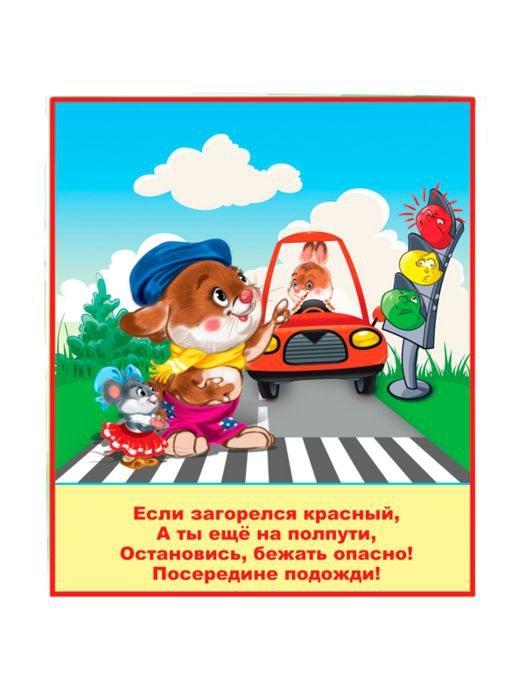 Если загорелся красный,
А ты ещё на полпути,
Остановись, бежать опасно!
Посередине подожди!